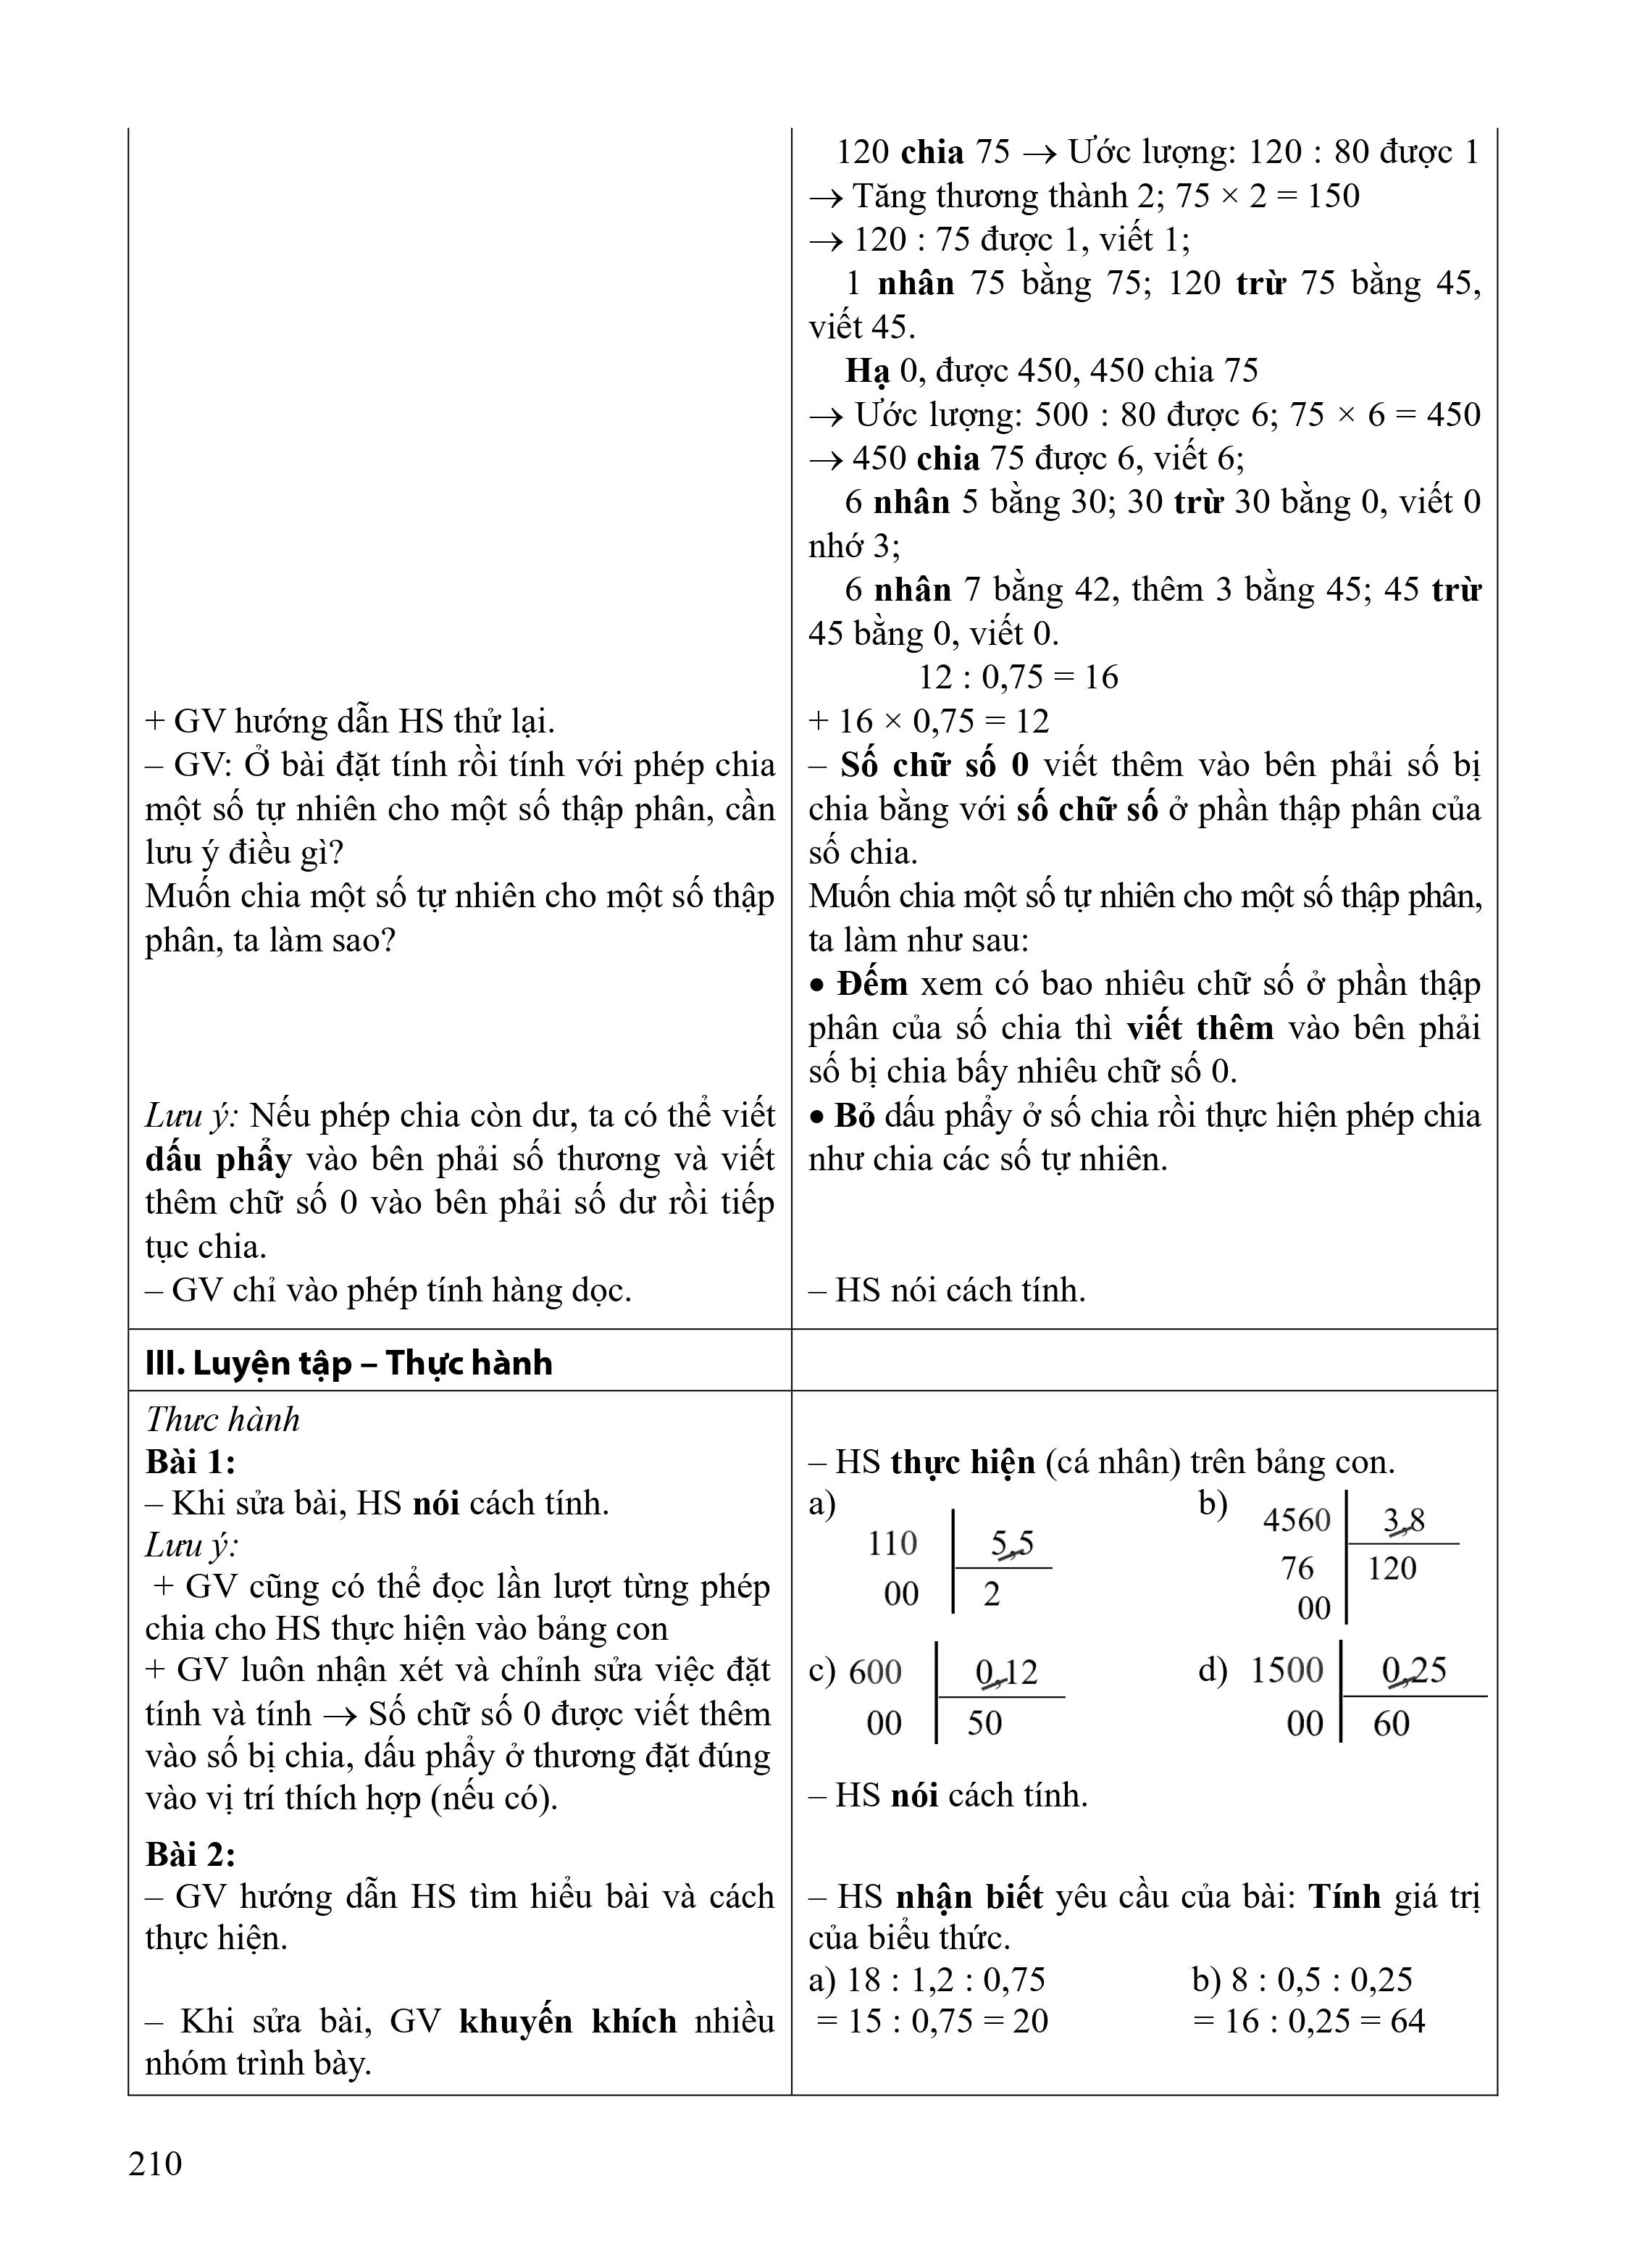 120 chia 75 → Ước lượng: 120 : 80 được 1
→ Tăng thương thành 2; 75 × 2 = 150
→ 120 : 75 được 1, viết 1;
1 nhân 75 bằng 75; 120 trừ 75 bằng 45,
viết 45.
Hạ 0, được 450, 450 chia 75
→ Ước lượng: 500 : 80 được 6; 75 × 6 = 450
→ 450 chia 75 được 6, viết 6;
6 nhân 5 bằng 30; 30 trừ 30 bằng 0, viết 0
nhớ 3;
6 nhân 7 bằng 42, thêm 3 bằng 45; 45 trừ
45 bằng 0, viết 0.
12 : 0,75 = 16
+ GV hướng dẫn HS thử lại.
– GV: Ở bài đặt tính rồi tính với phép chia
một số tự nhiên cho một số thập phân, cần
lưu ý điều gì?
Muốn chia một số tự nhiên cho một số thập
phân, ta làm sao?
Lưu ý: Nếu phép chia còn dư, ta có thể viết
dấu phẩy vào bên phải số thương và viết
thêm chữ số 0 vào bên phải số dư rồi tiếp
tục chia.
– GV chỉ vào phép tính hàng dọc.
+ 16 × 0,75 = 12
– Số chữ số 0 viết thêm vào bên phải số bị
chia bằng với số chữ số ở phần thập phân của
số chia.
Muốn chia một số tự nhiên cho một số thập phân,
ta làm như sau:
• Đếm xem có bao nhiêu chữ số ở phần thập
phân của số chia thì viết thêm vào bên phải
số bị chia bấy nhiêu chữ số 0.
• Bỏ dấu phẩy ở số chia rồi thực hiện phép chia
như chia các số tự nhiên.
– HS nói cách tính.
III. Luyện tập – Thực hành
Thực hành
Bài 1:
– Khi sửa bài, HS nói cách tính.
Lưu ý:
+ GV cũng có thể đọc lần lượt từng phép
chia cho HS thực hiện vào bảng con
+ GV luôn nhận xét và chỉnh sửa việc đặt
tính và tính → Số chữ số 0 được viết thêm
vào số bị chia, dấu phẩy ở thương đặt đúng
vào vị trí thích hợp (nếu có).
– HS thực hiện (cá nhân) trên bảng con.
a)
110 5,5
00 2
b)
4560 3,8
76 120
00
c) 600 0,12
00 50
d) 1500 0,25
00 60
– HS nói cách tính.
Bài 2:
– GV hướng dẫn HS tìm hiểu bài và cách
thực hiện.
– Khi sửa bài, GV khuyến khích nhiều
nhóm trình bày.
– HS nhận biết yêu cầu của bài: Tính giá trị
của biểu thức.
a) 18 : 1,2 : 0,75
= 15 : 0,75 = 20
b) 8 : 0,5 : 0,25
= 16 : 0,25 = 64
210